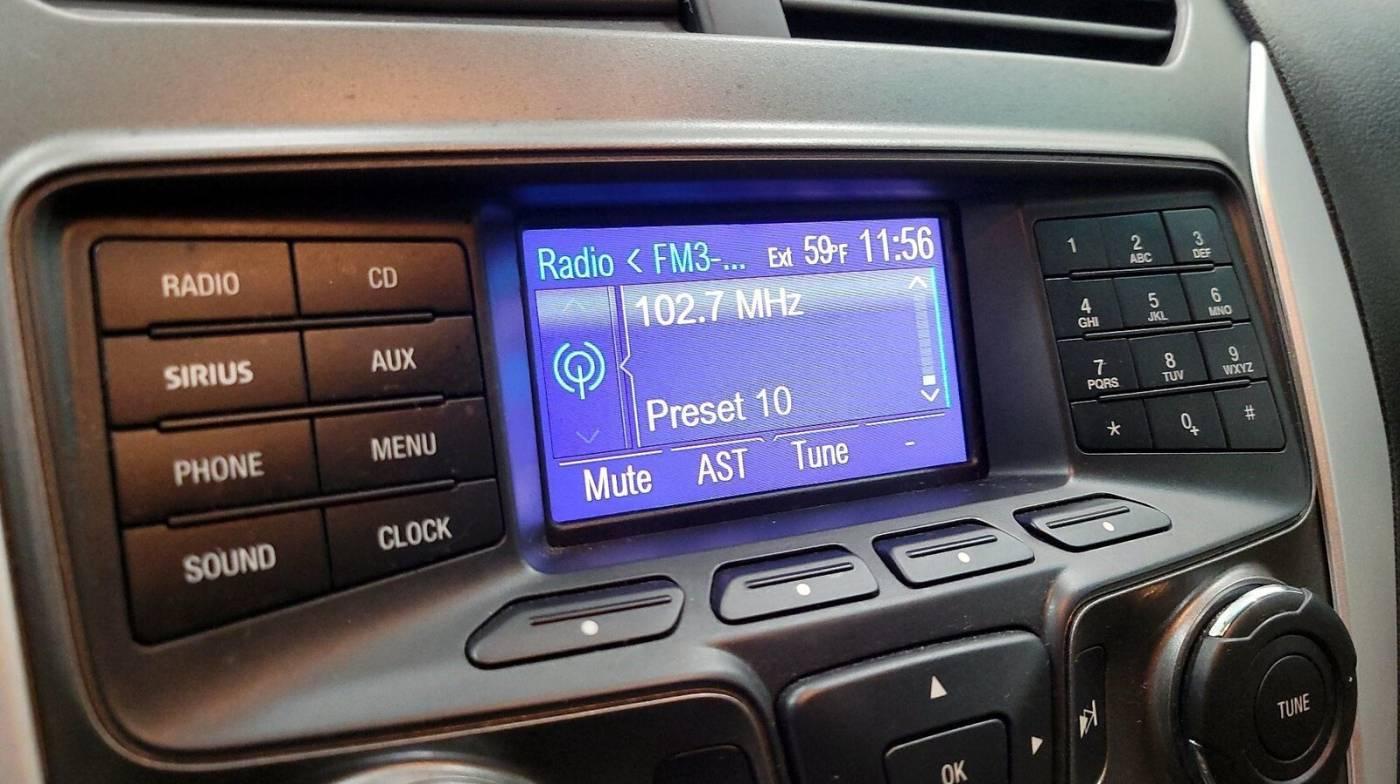 Radio < FM3-... Ext 59°F 11:56
102.7 MHz
Preset 10
Mute AST Tune -
RADIO CD
SIRIUS AUX
PHONE MENU
SOUND CLOCK
1 2 ABC 3 DEF
4 GHI 5 JKL 6 MNO
7 PQRS 8 TUV 9 WXYZ
* 0+ #
OK
TUNE